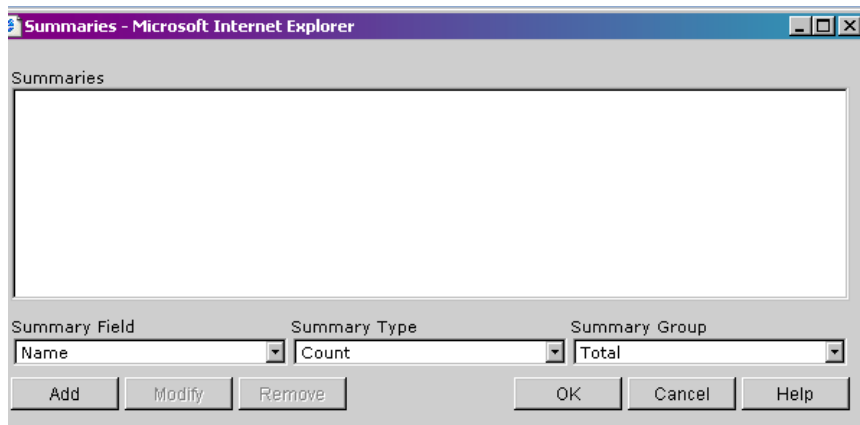 Summaries - Microsoft Internet Explorer
Summaries
Summary Field Summary Type Summary Group
Name Count Total
Add Modify Remove OK Cancel Help